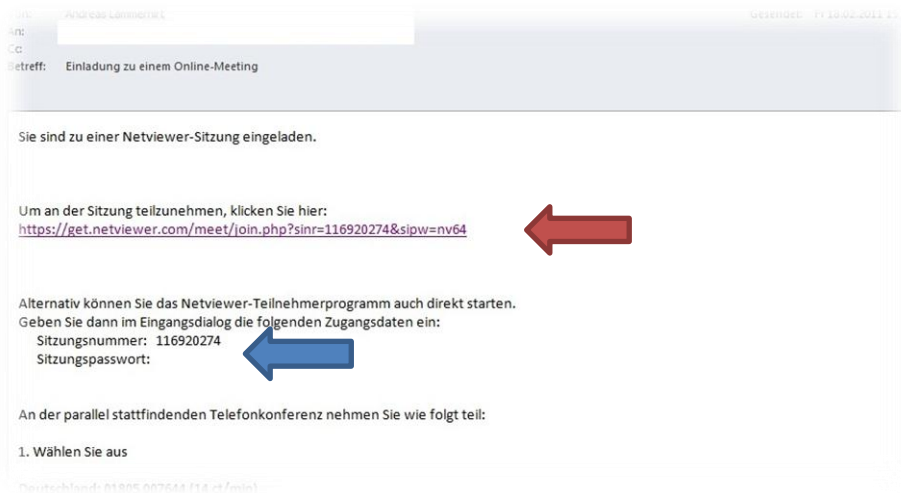 An:
Cc
Betreff: Einladung zu einem Online-Meeting
Sie sind zu einer Netviewer-Sitzung eingeladen.
Um an der Sitzung teilzunehmen, klicken Sie hier:
https://get.netviewer.com/meet/join.php?sinr=116920274&sipw=nv64
Alternativ können Sie das Netviewer-Teilnehmerprogramm auch direkt starten.
Geben Sie dann im Eingangsdialog die folgenden Zugangsdaten ein:
Sitzungsnummer: 116920274
Sitzungspasswort:
An der parallel stattfindenden Telefonkonferenz nehmen Sie wie folgt teil:
1. Wählen Sie aus
Deutschland: 01805 007644 (14 ct/min)